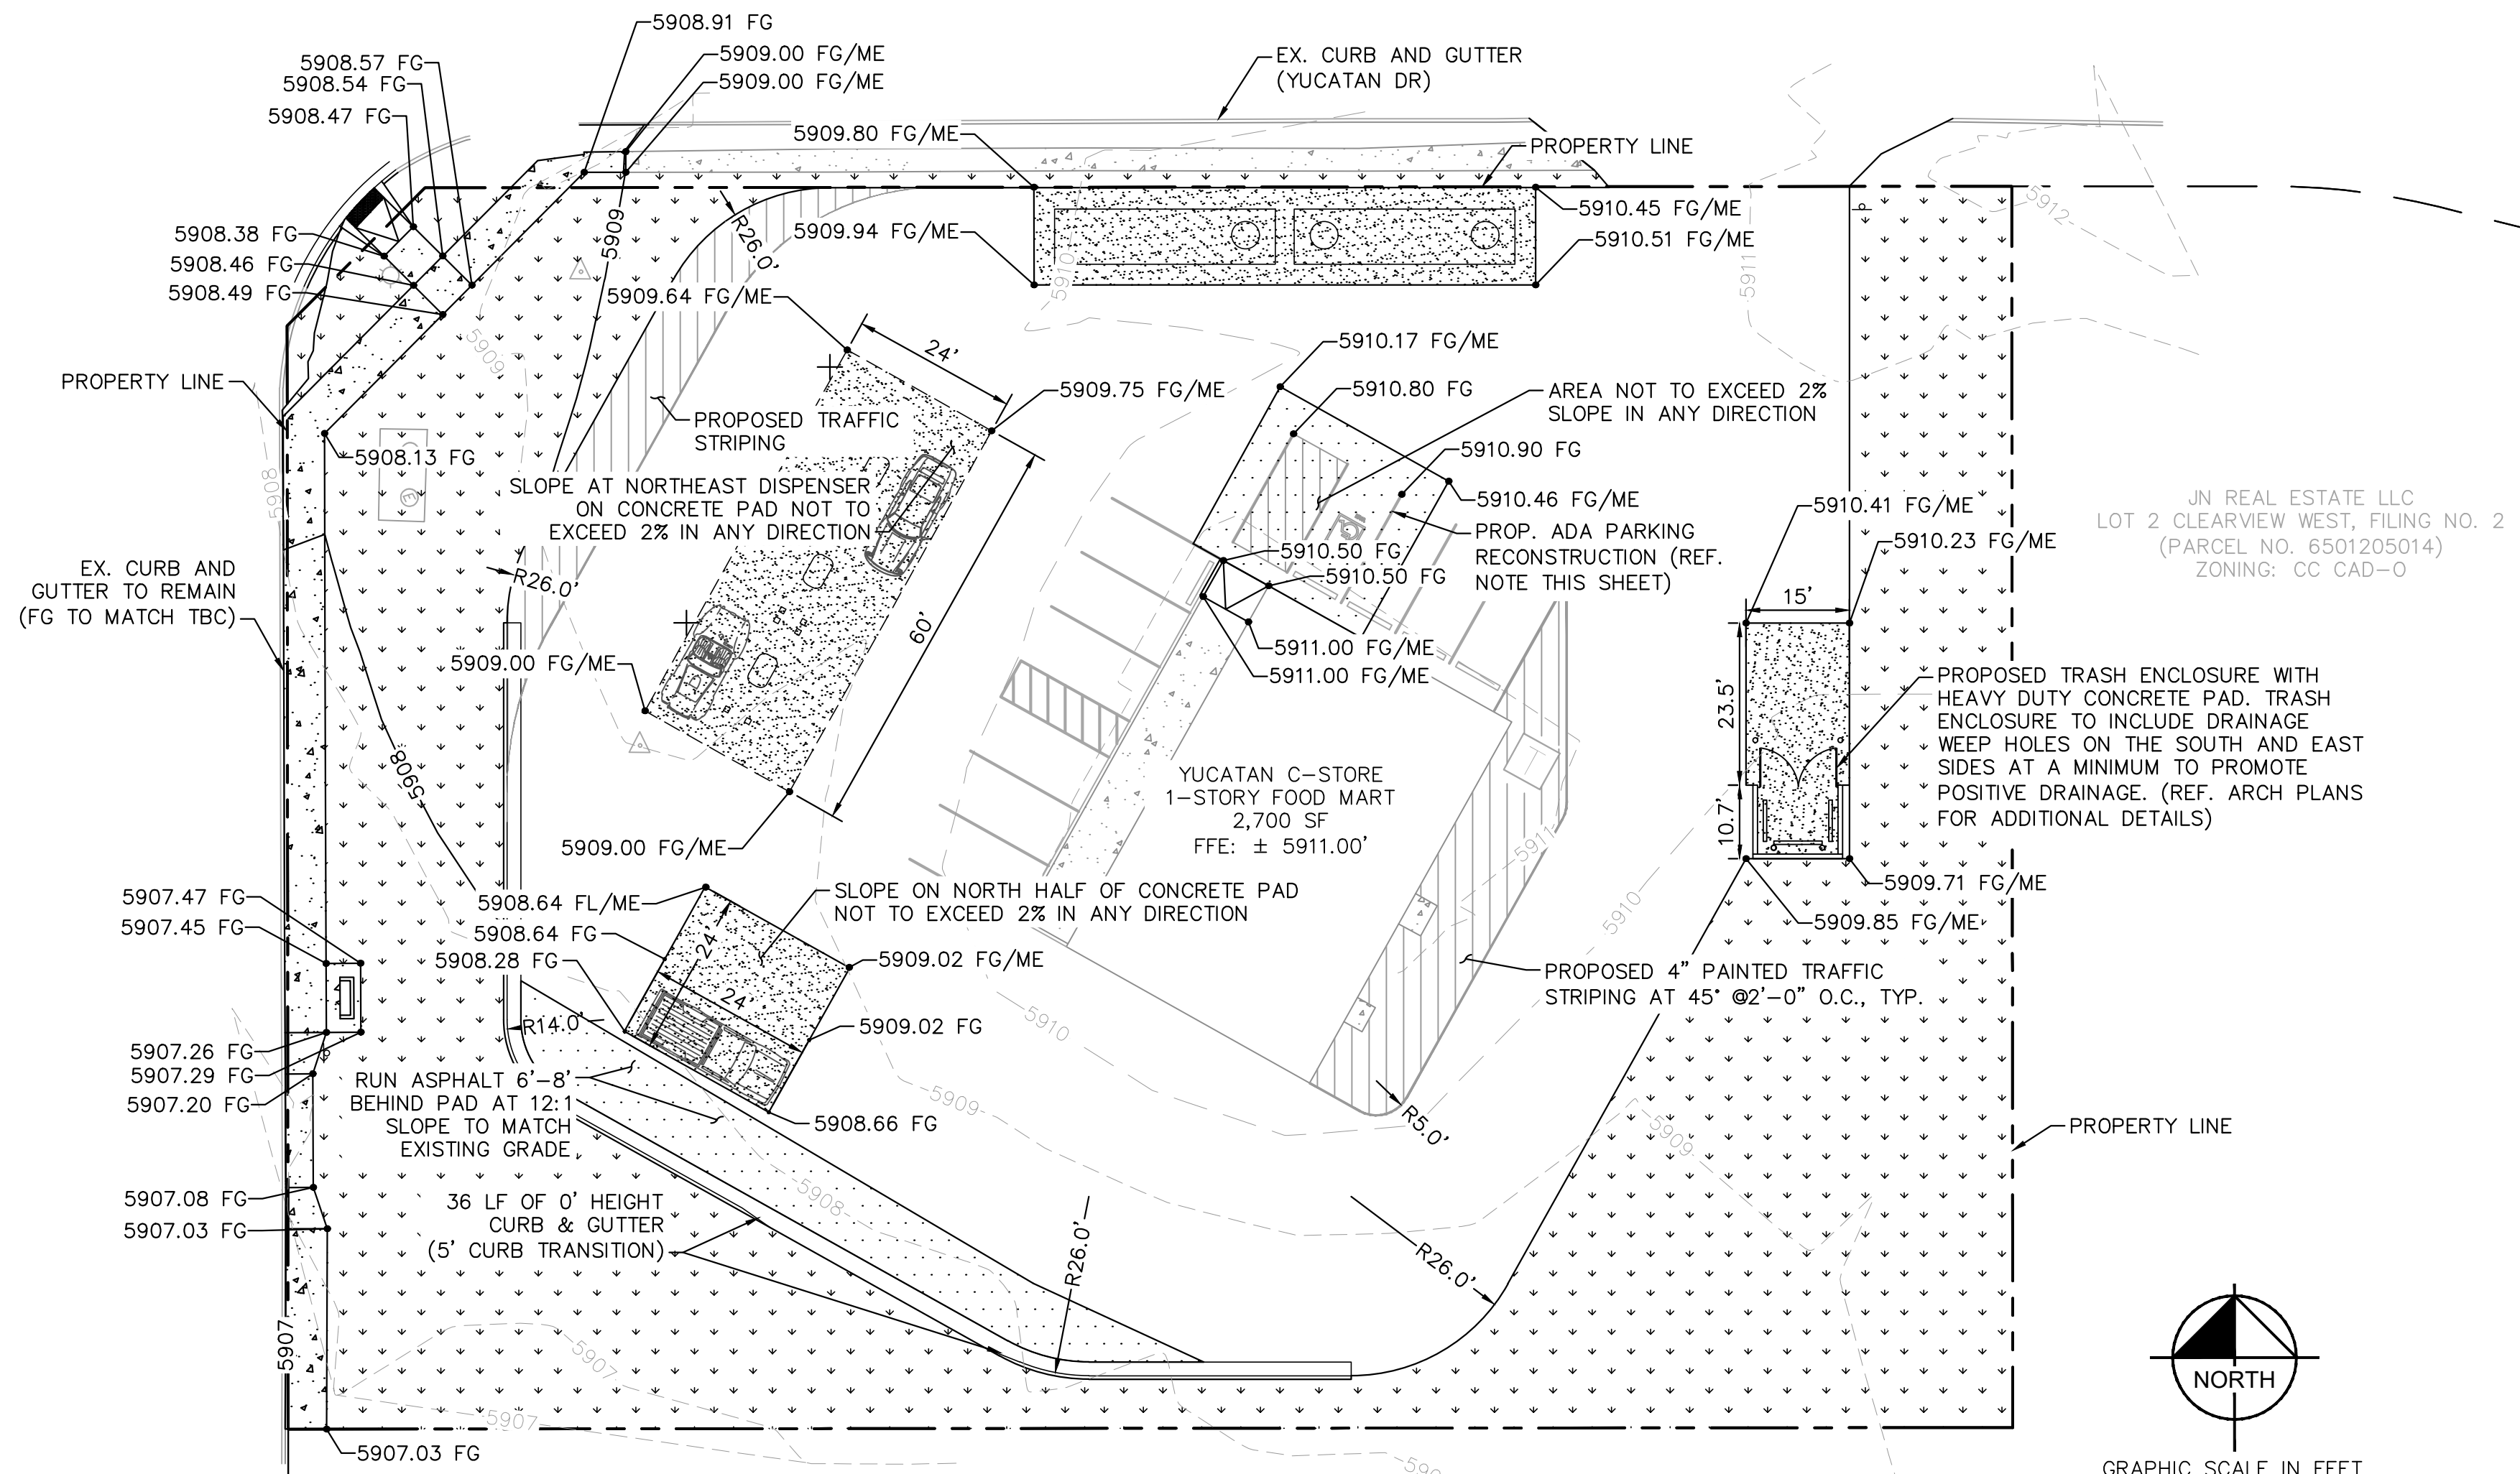 5908.91 FG
5909.00 FG/ME
5909.00 FG/ME
5908.57 FG
5908.54 FG
5908.47 FG
EX. CURB AND GUTTER
(YUCATAN DR)
5909.80 FG/ME
PROPERTY LINE
5908.38 FG
5908.46 FG
5908.49 FG
5909
R26.0'
5909.94 FG/ME
5910
5910.45 FG/ME
5910.51 FG/ME
5911
5912
5909.64 FG/ME
5909
24'
5910.17 FG/ME
PROPERTY LINE
5909.75 FG/ME
5910.80 FG
AREA NOT TO EXCEED 2%
SLOPE IN ANY DIRECTION
PROPOSED TRAFFIC
STRIPING
5908.13 FG
5908
E
5910.90 FG
SLOPE AT NORTHEAST DISPENSER
ON CONCRETE PAD NOT TO
EXCEED 2% IN ANY DIRECTION
5910.46 FG/ME
5910.41 FG/ME
JN REAL ESTATE LLC
LOT 2 CLEARVIEW WEST, FILING NO. 2
(PARCEL NO. 6501205014)
ZONING: CC CAD-O
PROP. ADA PARKING
RECONSTRUCTION (REF.
NOTE THIS SHEET)
5910.23 FG/ME
5910.50 FG
5910.50 FG
EX. CURB AND
GUTTER TO REMAIN
(FG TO MATCH TBC)
R26.0'
15'
60'
5911.00 FG/ME
5911.00 FG/ME
5909.00 FG/ME
23.5'
PROPOSED TRASH ENCLOSURE WITH
HEAVY DUTY CONCRETE PAD. TRASH
ENCLOSURE TO INCLUDE DRAINAGE
WEEP HOLES ON THE SOUTH AND EAST
SIDES AT A MINIMUM TO PROMOTE
POSITIVE DRAINAGE. (REF. ARCH PLANS
FOR ADDITIONAL DETAILS)
5908
YUCATAN C-STORE
1-STORY FOOD MART
2,700 SF
FFE: ± 5911.00'
10.7'
5911
5909.00 FG/ME
5907.47 FG
5907.45 FG
5908.64 FL/ME
5908.64 FG
5908.28 FG
SLOPE ON NORTH HALF OF CONCRETE PAD
NOT TO EXCEED 2% IN ANY DIRECTION
5910
5909.71 FG/ME
5909.85 FG/ME
24'
24'
5909.02 FG/ME
5909.02 FG
PROPOSED 4" PAINTED TRAFFIC
STRIPING AT 45° @2'-0" O.C., TYP.
R14.0'
5910
5907.26 FG
5907.29 FG
5907.20 FG
RUN ASPHALT 6'-8'
BEHIND PAD AT 12:1
SLOPE TO MATCH
EXISTING GRADE
5908.66 FG
5909
R5.0'
5909
PROPERTY LINE
5907.08 FG
5907.03 FG
36 LF OF 0' HEIGHT
CURB & GUTTER
(5' CURB TRANSITION)
5908
R26.0'
R26.0'
5907
5907
5907
5907.03 FG
NORTH
GRAPHIC SCALE IN FEET